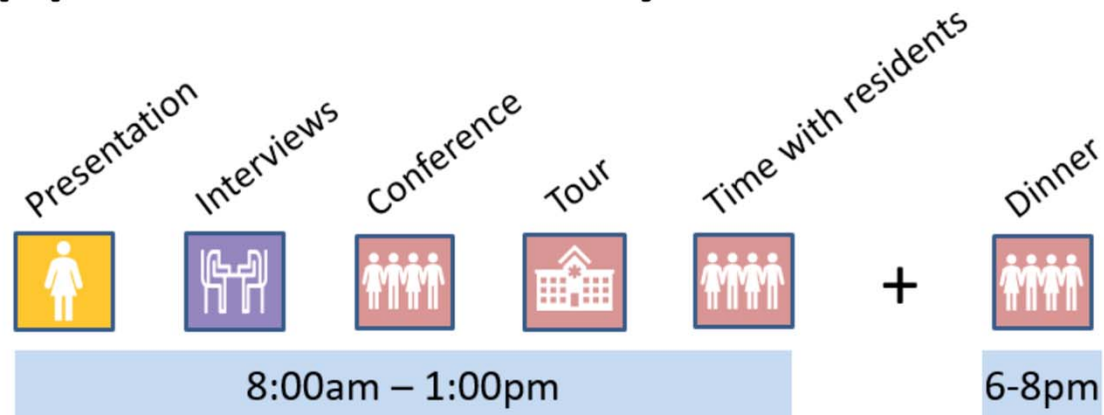 Presentation
Interviews
Conference
Tour
Time with residents
Dinner
+
8:00am – 1:00pm
6-8pm